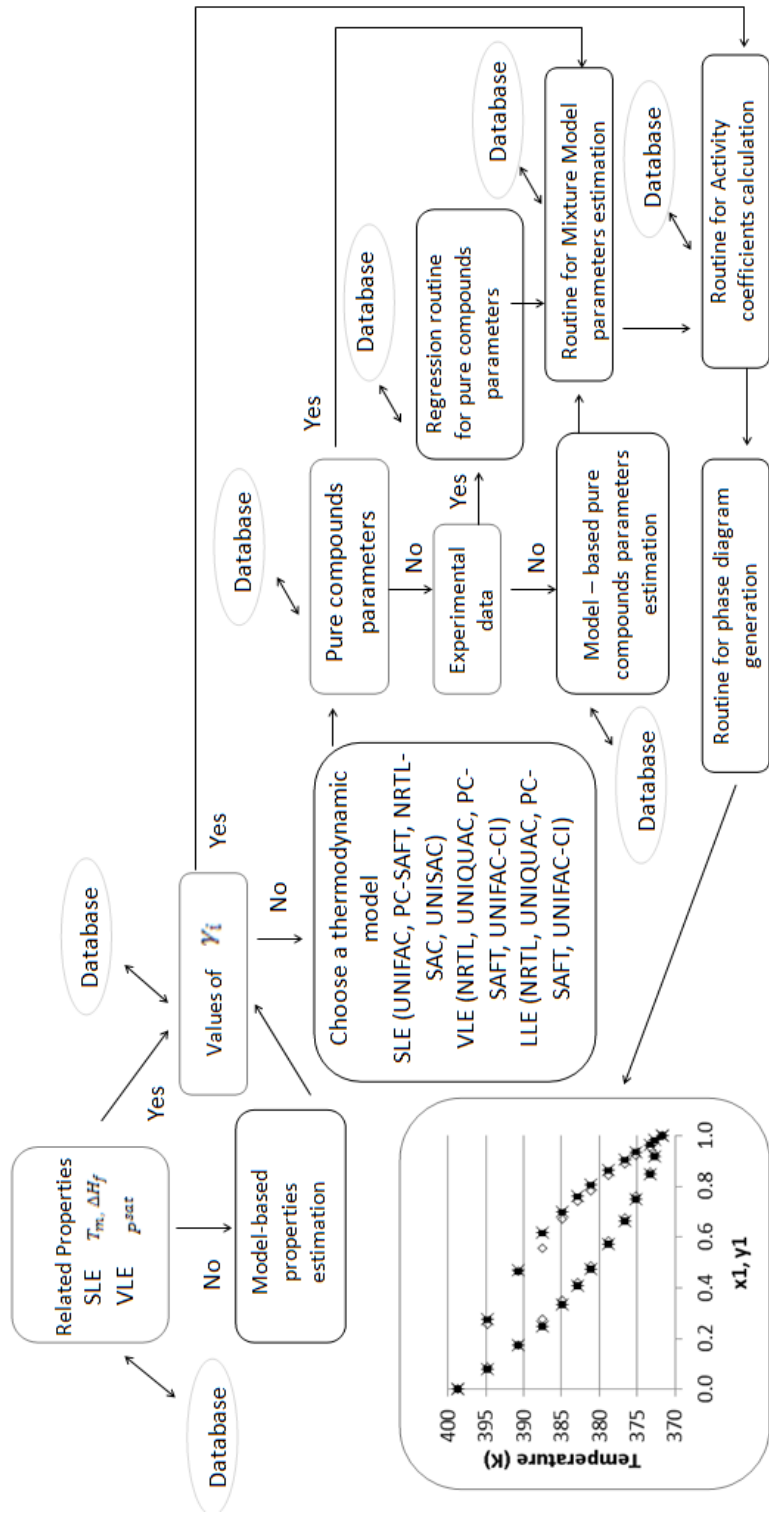 Related Properties
SLE T_m, ΔH_f
VLE P^sat
Database
Yes
No
Model-based
properties
estimation
Database
Values of γ_i
Yes
No
Choose a thermodynamic
model
SLE (UNIFAC, PC-SAFT, NRTL-
SAC, UNISAC)
VLE (NRTL, UNIQUAC, PC-
SAFT, UNIFAC-CI)
LLE (NRTL, UNIQUAC, PC-
SAFT, UNIFAC-CI)
Database
Pure compounds
parameters
Yes
No
Experimental
data
Yes
No
Database
Regression routine
for pure compounds
parameters
Model – based pure
compounds parameters
estimation
Database
Database
Routine for Mixture Model
parameters estimation
Database
Routine for Activity
coefficients calculation
Routine for phase diagram
generation
Temperature (K)
400
395
390
385
380
375
370
0.0 0.2 0.4 0.6 0.8 1.0
x1, y1